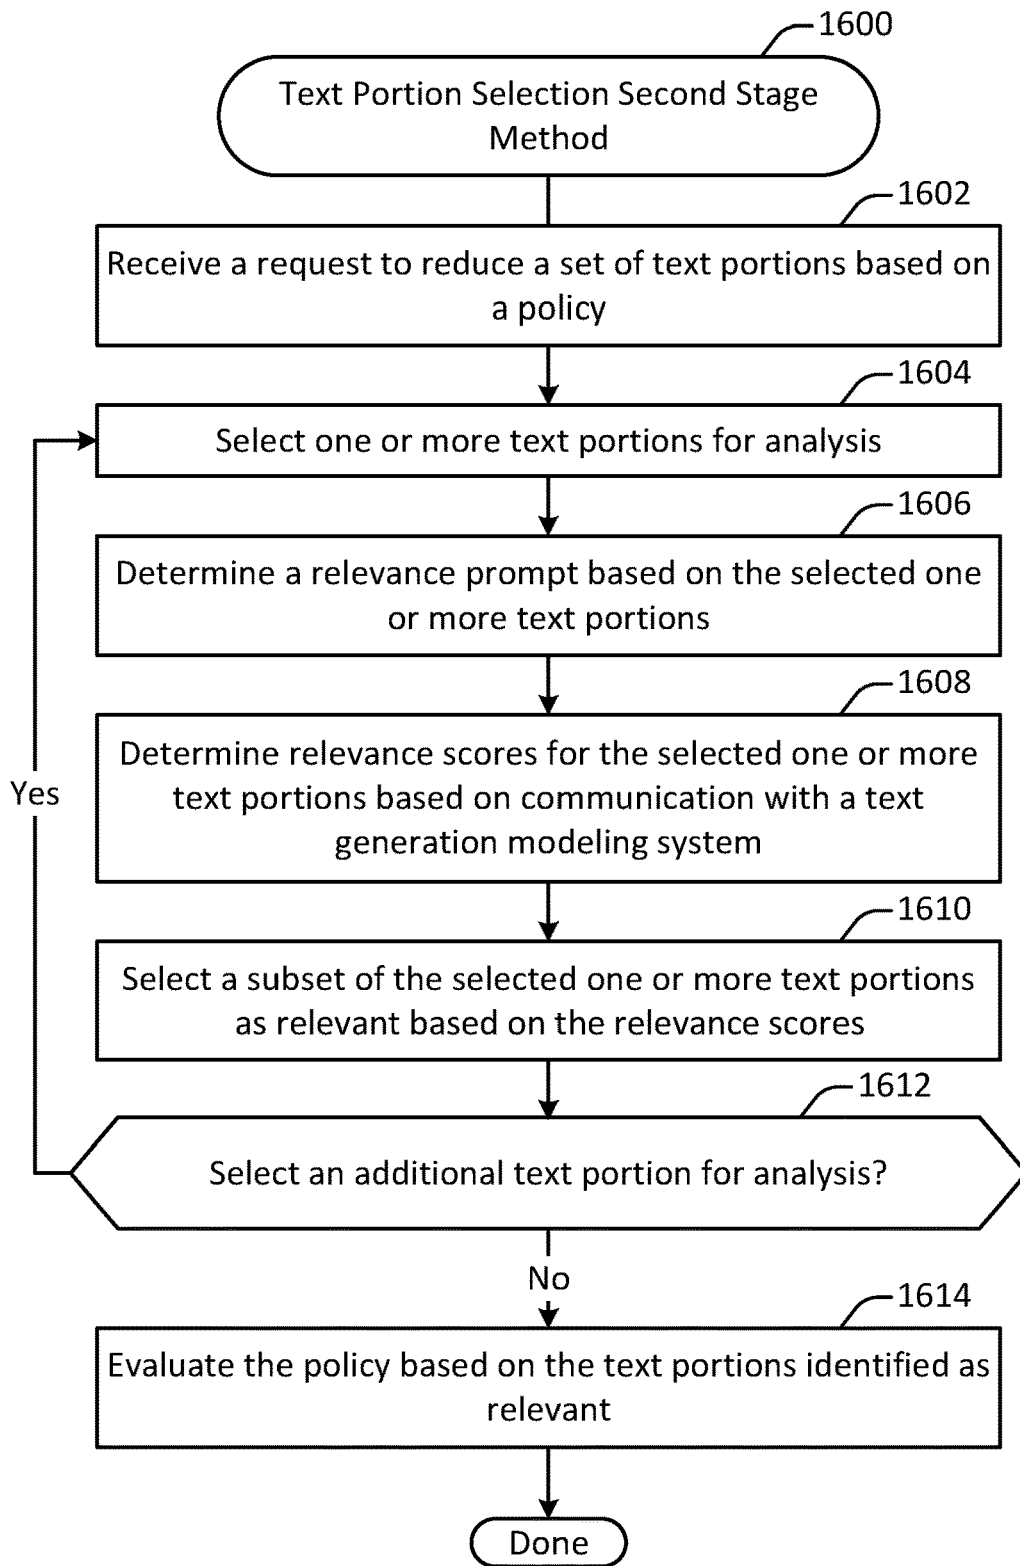 1600
Text Portion Selection Second Stage
Method
1602
Receive a request to reduce a set of text portions based on
a policy
1604
Select one or more text portions for analysis
1606
Determine a relevance prompt based on the selected one
or more text portions
1608
Determine relevance scores for the selected one or more
text portions based on communication with a text
generation modeling system
Yes
1610
Select a subset of the selected one or more text portions
as relevant based on the relevance scores
1612
Select an additional text portion for analysis?
No
1614
Evaluate the policy based on the text portions identified as
relevant
Done